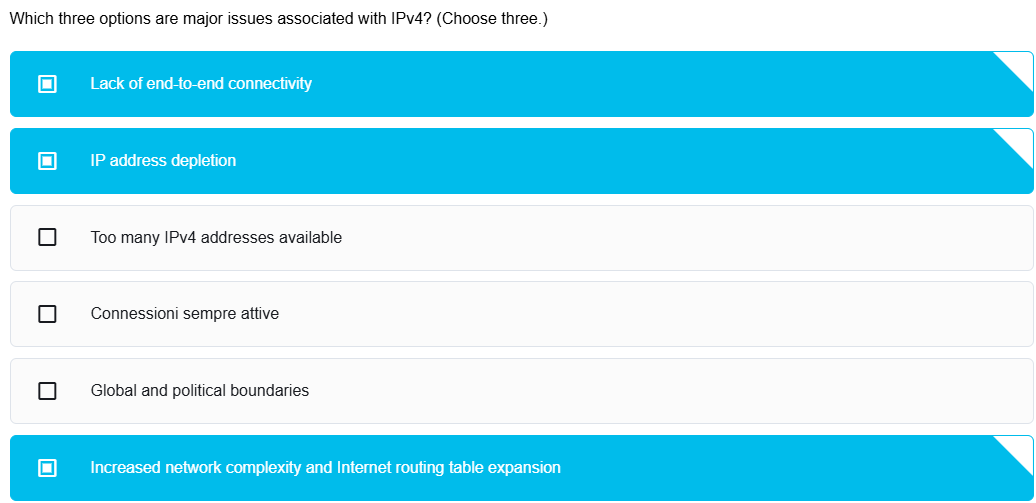 Which three options are major issues associated with IPv4? (Choose three.)
Lack of end-to-end connectivity
IP address depletion
Too many IPv4 addresses available
Connessioni sempre attive
Global and political boundaries
Increased network complexity and Internet routing table expansion